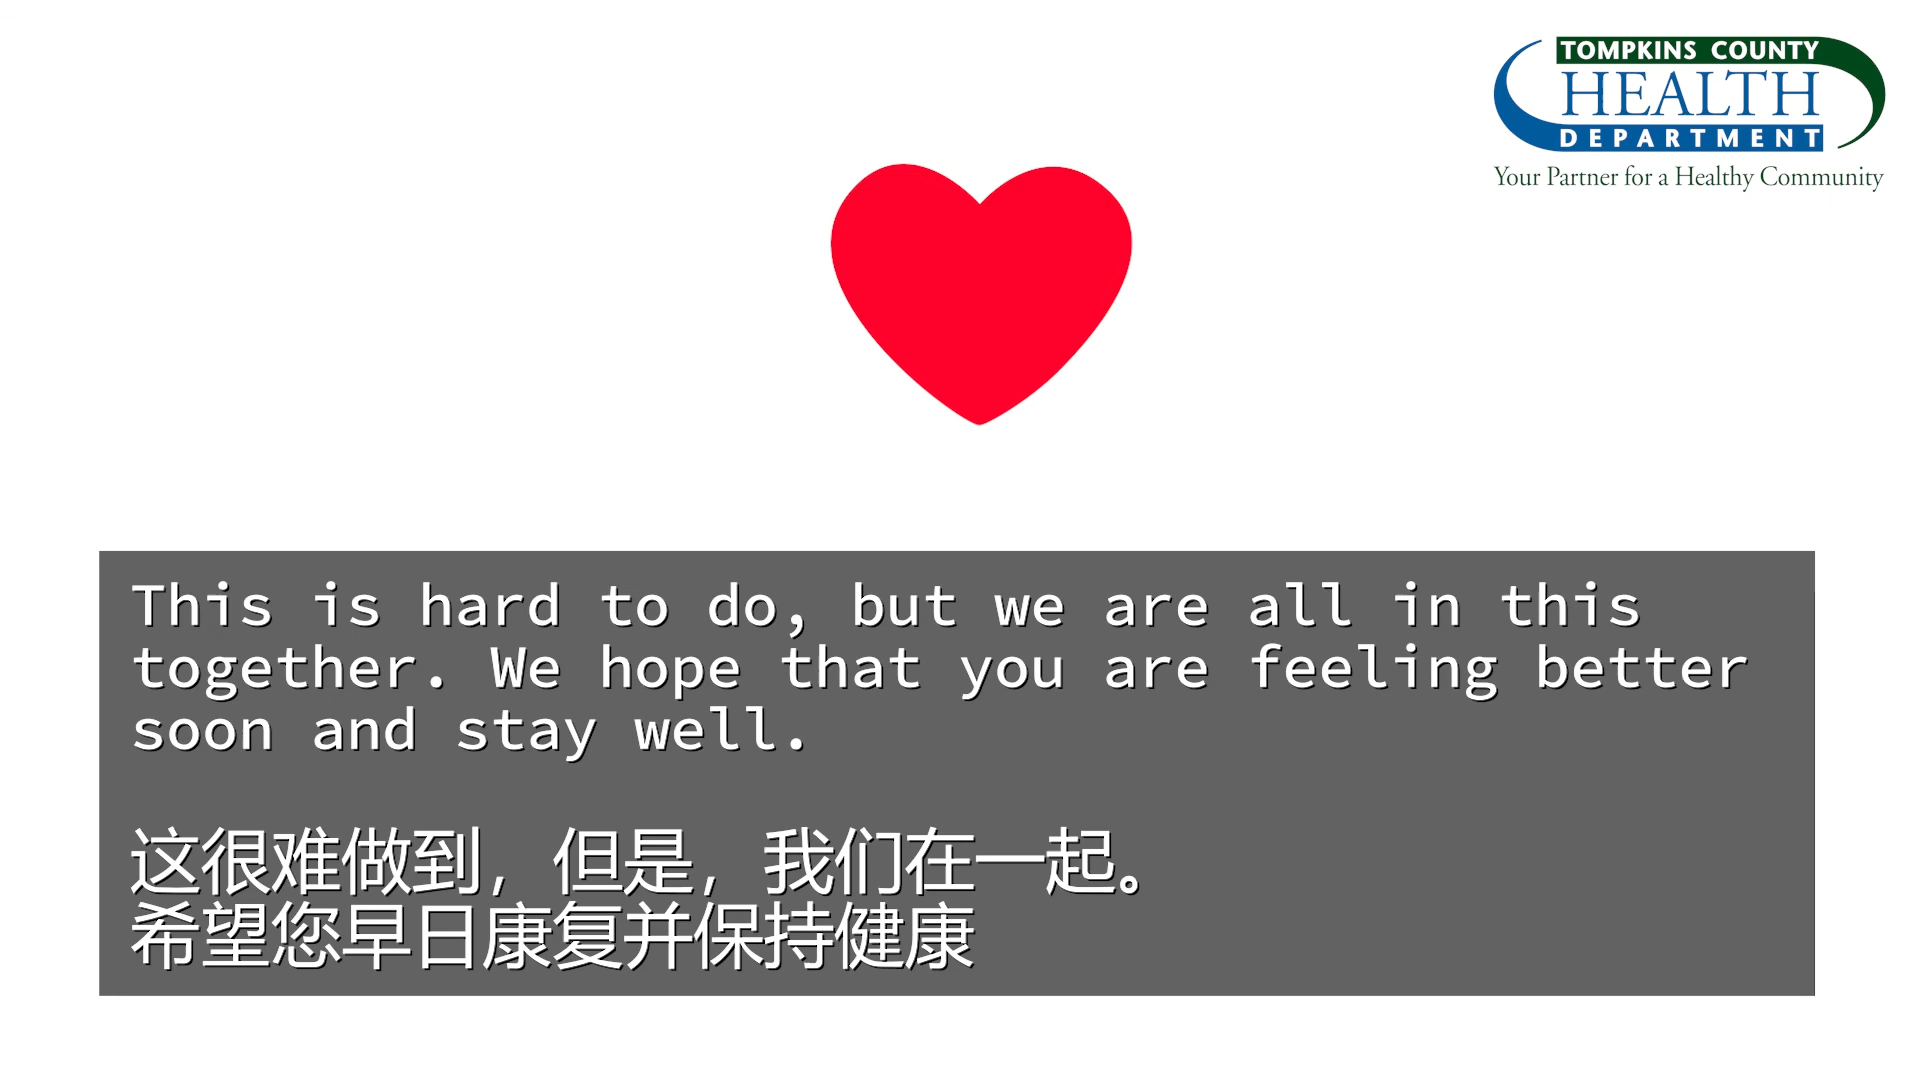 TOMPKINS COUNTY
HEALTH
DEPARTMENT
Your Partner for a Healthy Community
This is hard to do, but we are all in this
together. We hope that you are feeling better
soon and stay well.
这很难做到，但是，我们在一起。
希望您早日康复并保持健康